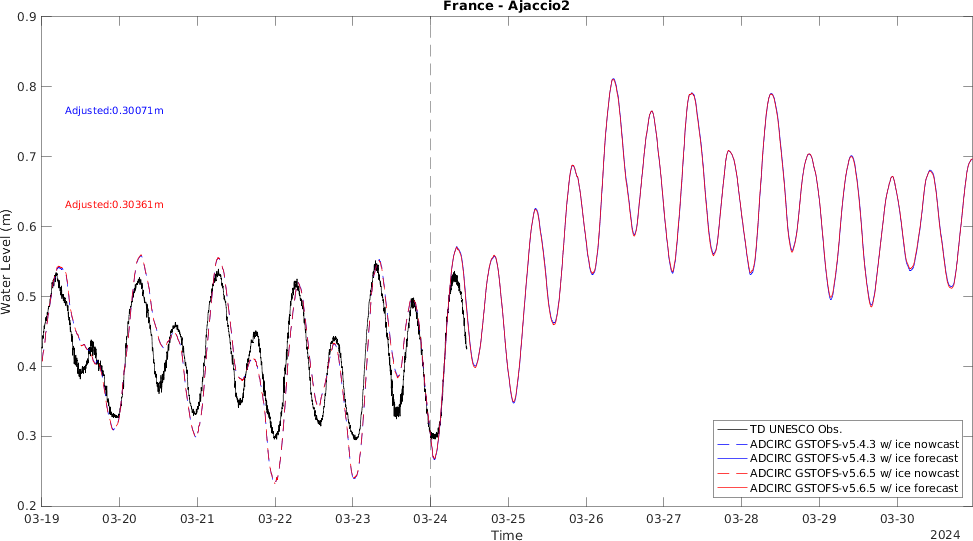 France - Ajaccio2
0.9
0.8
0.7
0.6
0.5
0.4
0.3
0.2
Water Level (m)
Adjusted:0.30071m
Adjusted:0.30361m
TD UNESCO Obs.
ADCIRC GSTOFS-v5.4.3 w/ ice nowcast
ADCIRC GSTOFS-v5.4.3 w/ ice forecast
ADCIRC GSTOFS-v5.6.5 w/ ice nowcast
ADCIRC GSTOFS-v5.6.5 w/ ice forecast
03-19 03-20 03-21 03-22 03-23 03-24 03-25 03-26 03-27 03-28 03-29 03-30
Time
2024